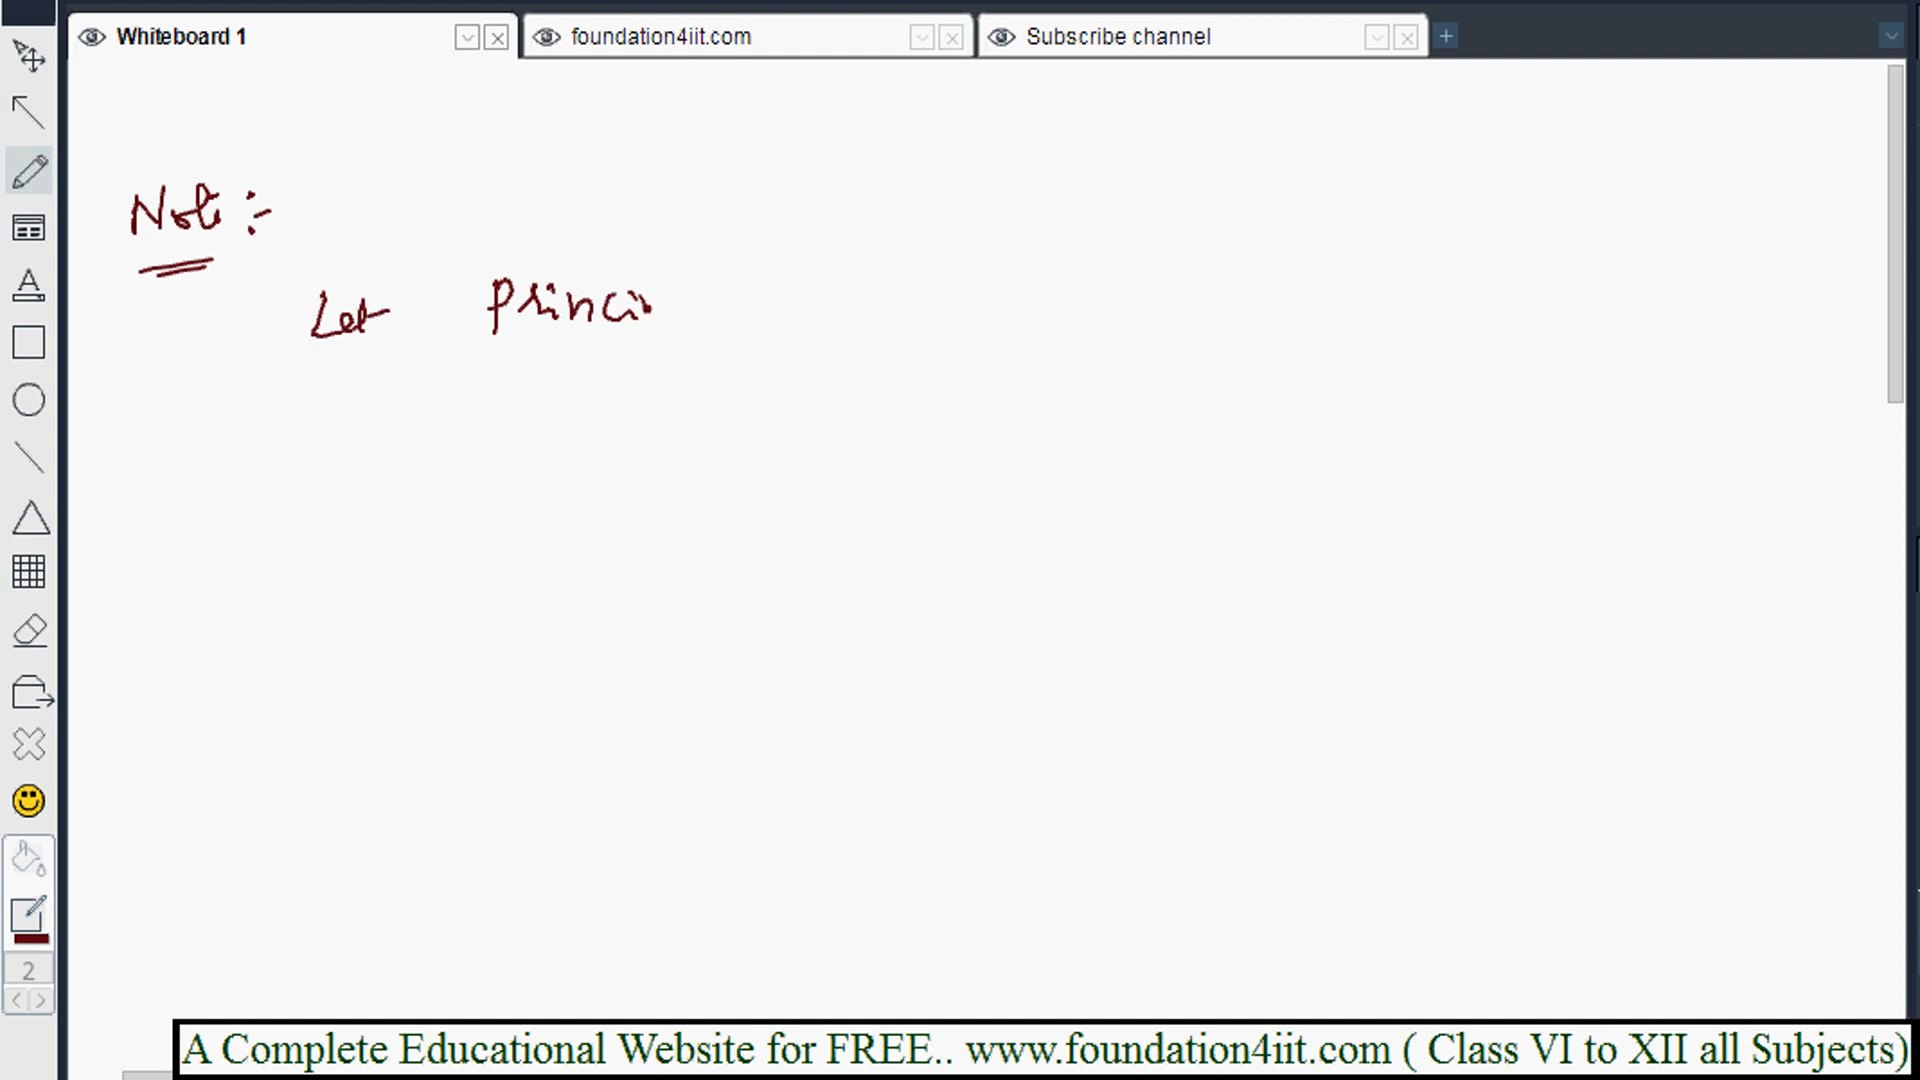 Whiteboard 1 foundation4iit.com Subscribe channel
Note :-
Let Princi
2
A Complete Educational Website for FREE.. www.foundation4iit.com ( Class VI to XII all Subjects)